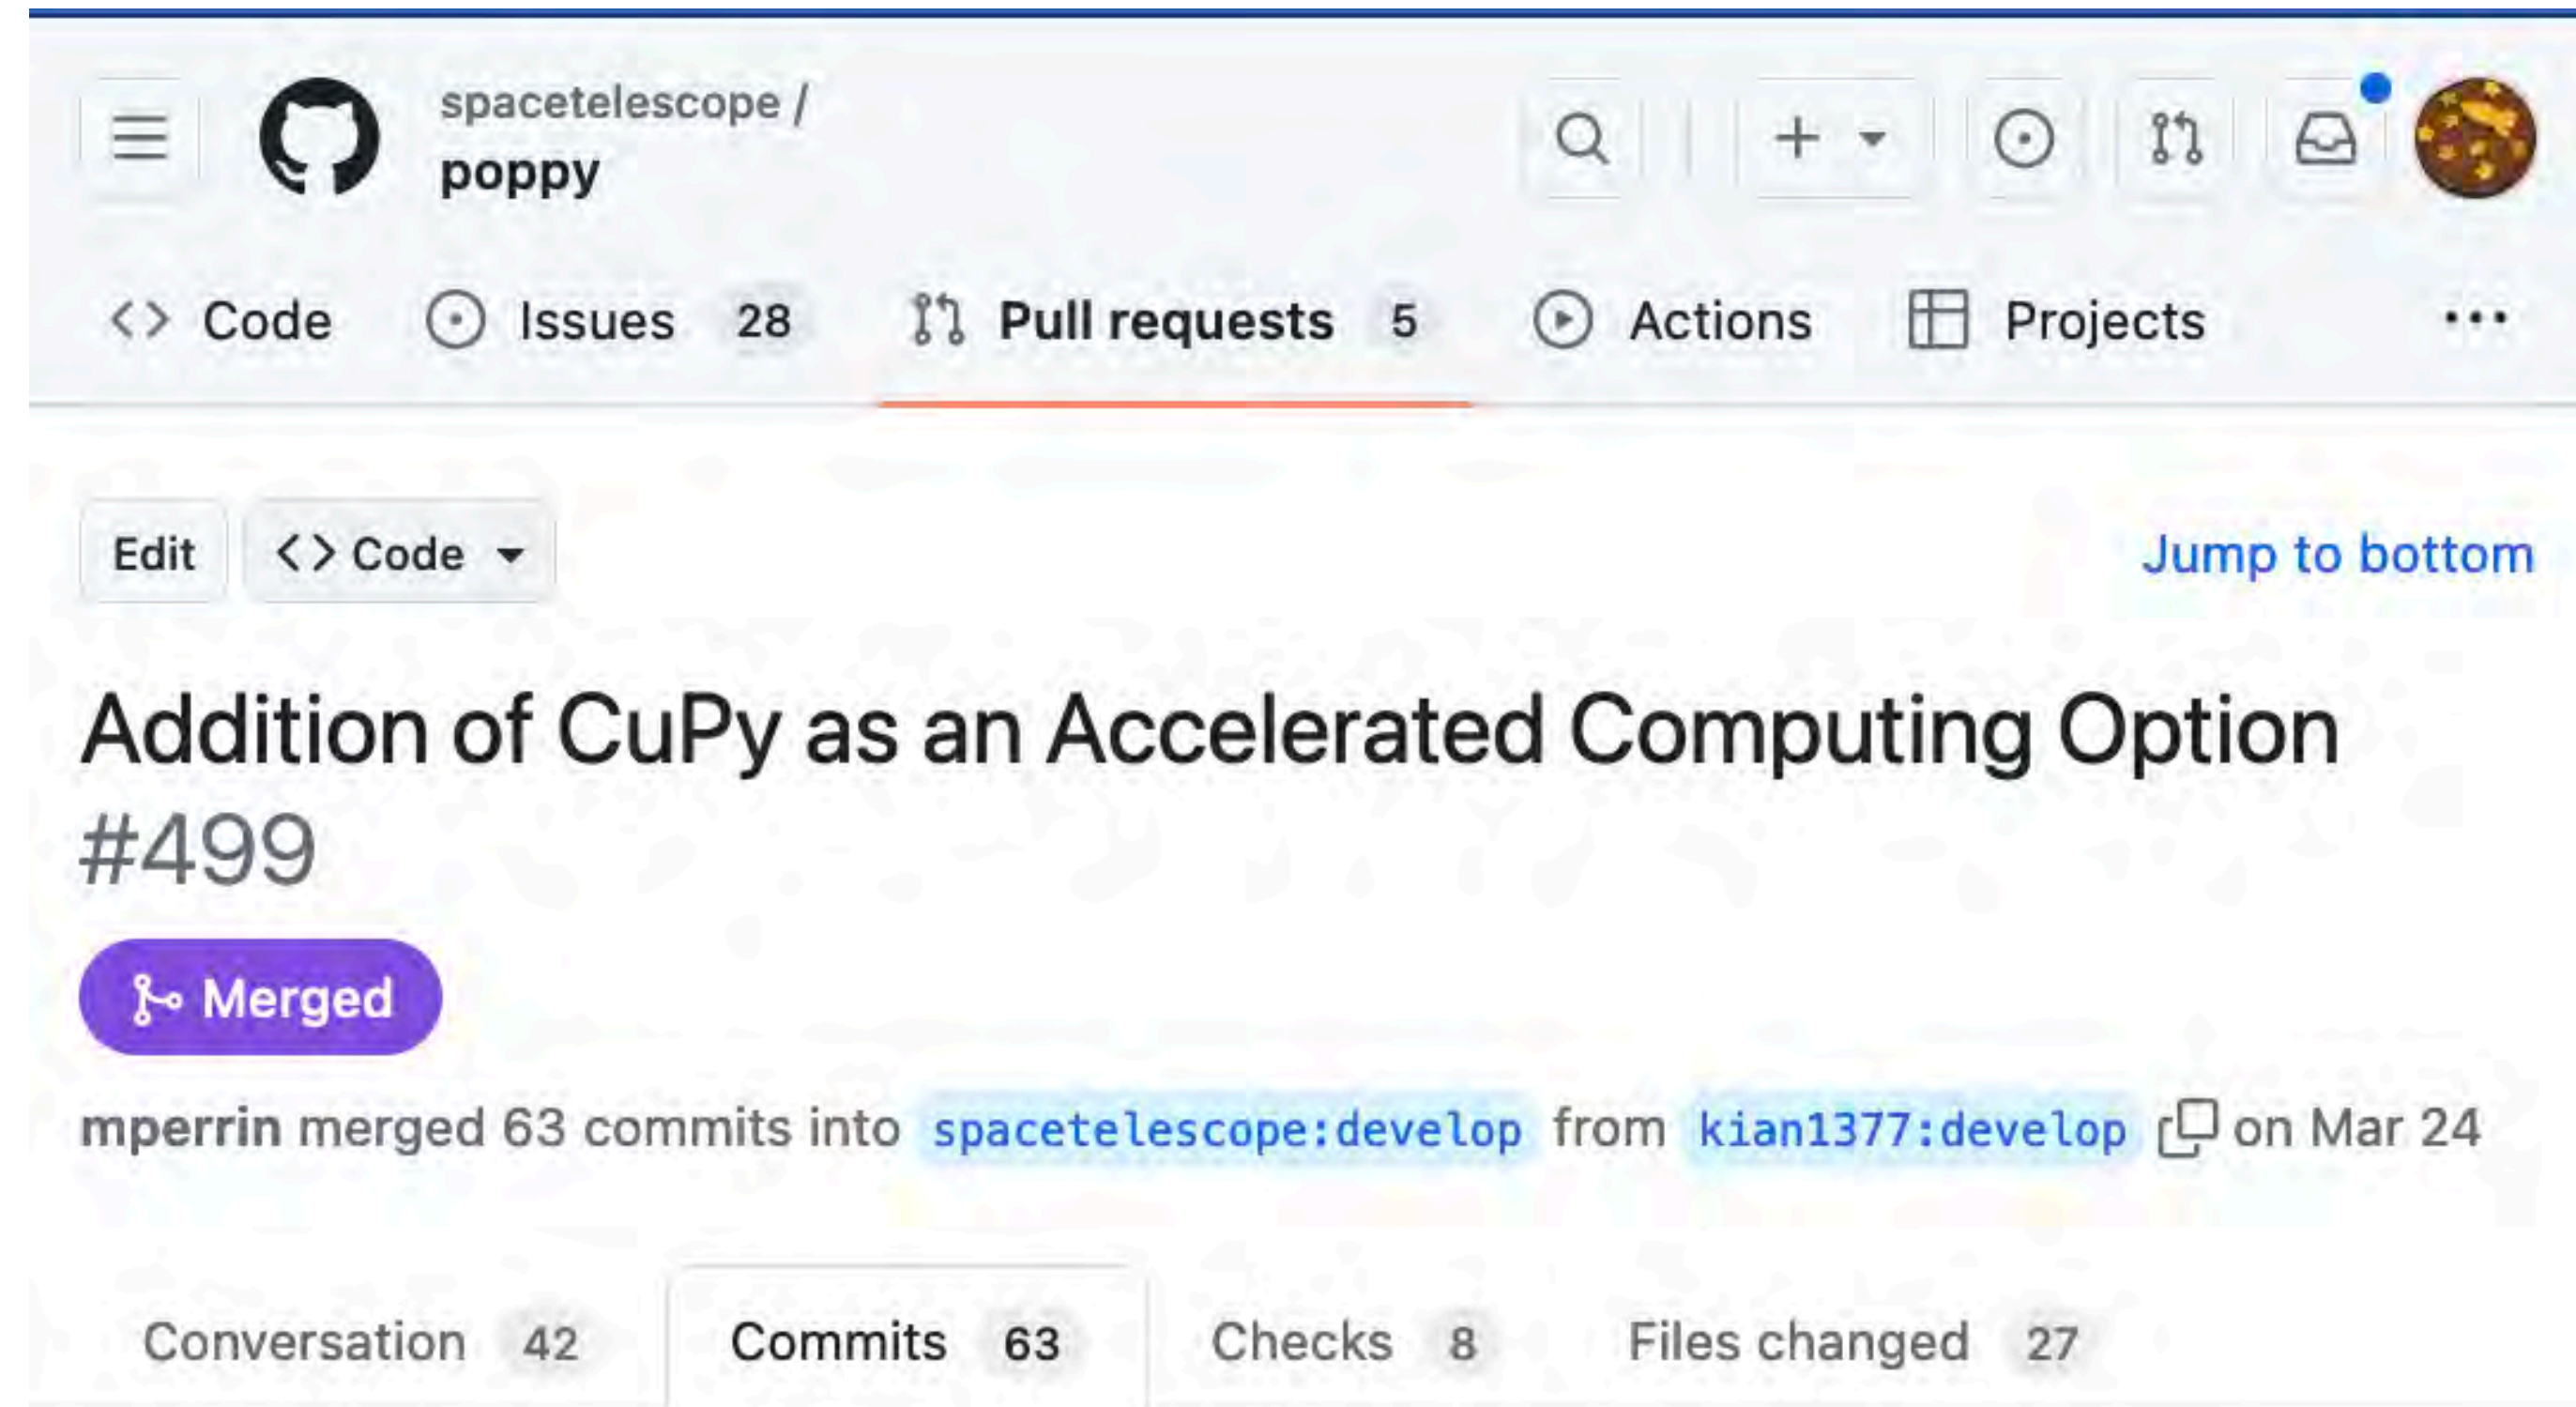 spacetelescope /
poppy
Code Issues 28 Pull requests 5 Actions Projects
Edit Code Jump to bottom
Addition of CuPy as an Accelerated Computing Option
#499
Merged
mperrin merged 63 commits into spacetelescope:develop from kian1377:develop on Mar 24
Conversation 42 Commits 63 Checks 8 Files changed 27